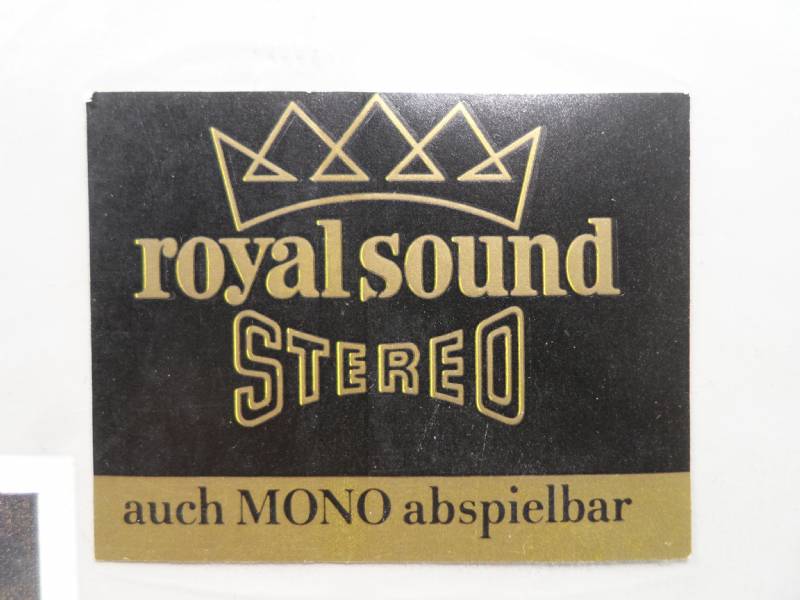 royal sound
STEREO
auch MONO abspielbar